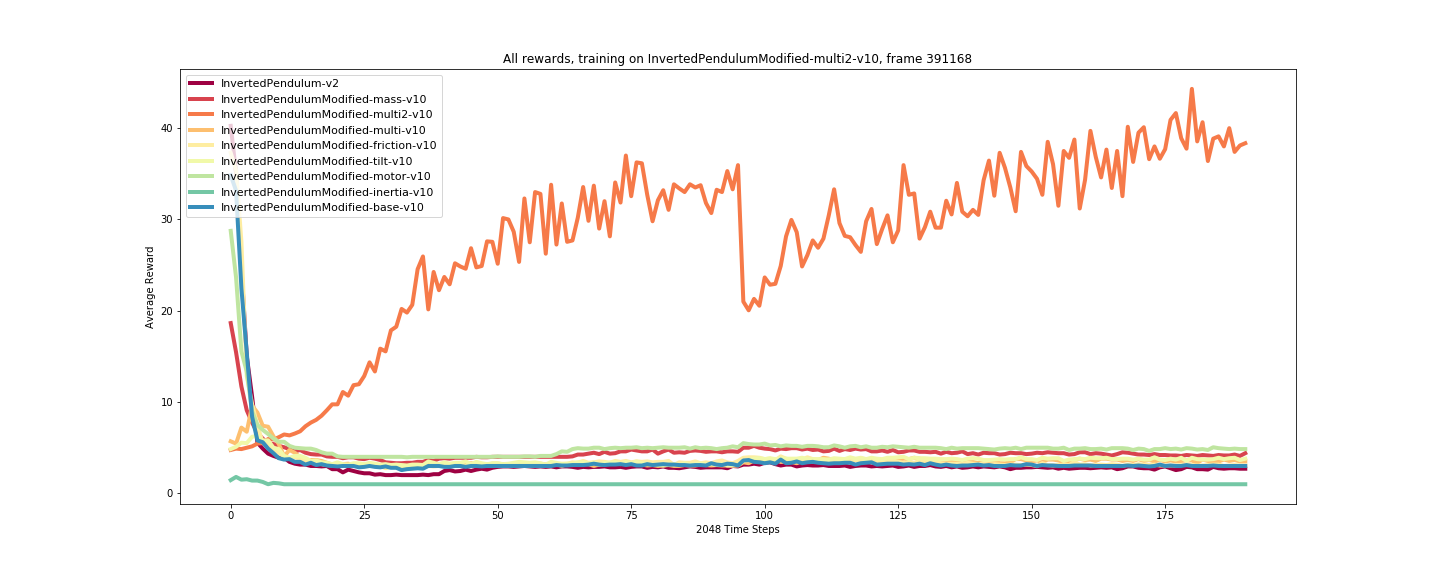 All rewards, training on InvertedPendulumModified-multi2-v10, frame 391168
InvertedPendulum-v2
InvertedPendulumModified-mass-v10
InvertedPendulumModified-multi2-v10
InvertedPendulumModified-multi-v10
InvertedPendulumModified-friction-v10
InvertedPendulumModified-tilt-v10
InvertedPendulumModified-motor-v10
InvertedPendulumModified-inertia-v10
InvertedPendulumModified-base-v10
Average Reward
40
30
20
10
0
0 25 50 75 100 125 150 175
2048 Time Steps